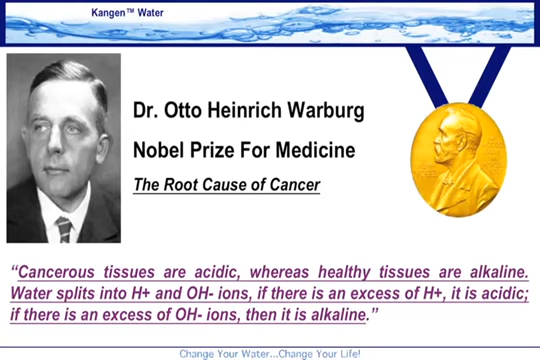 Kangen™ Water
Dr. Otto Heinrich Warburg
Nobel Prize For Medicine
The Root Cause of Cancer
“Cancerous tissues are acidic, whereas healthy tissues are alkaline.
Water splits into H+ and OH- ions, if there is an excess of H+, it is acidic;
if there is an excess of OH- ions, then it is alkaline.”
Change Your Water...Change Your Life!